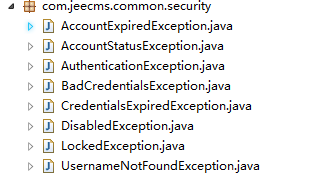 com.jeecms.common.security
AccountExpiredException.java
AccountStatusException.java
AuthenticationException.java
BadCredentialsException.java
CredentialsExpiredException.java
DisabledException.java
LockedException.java
UsernameNotFoundException.java